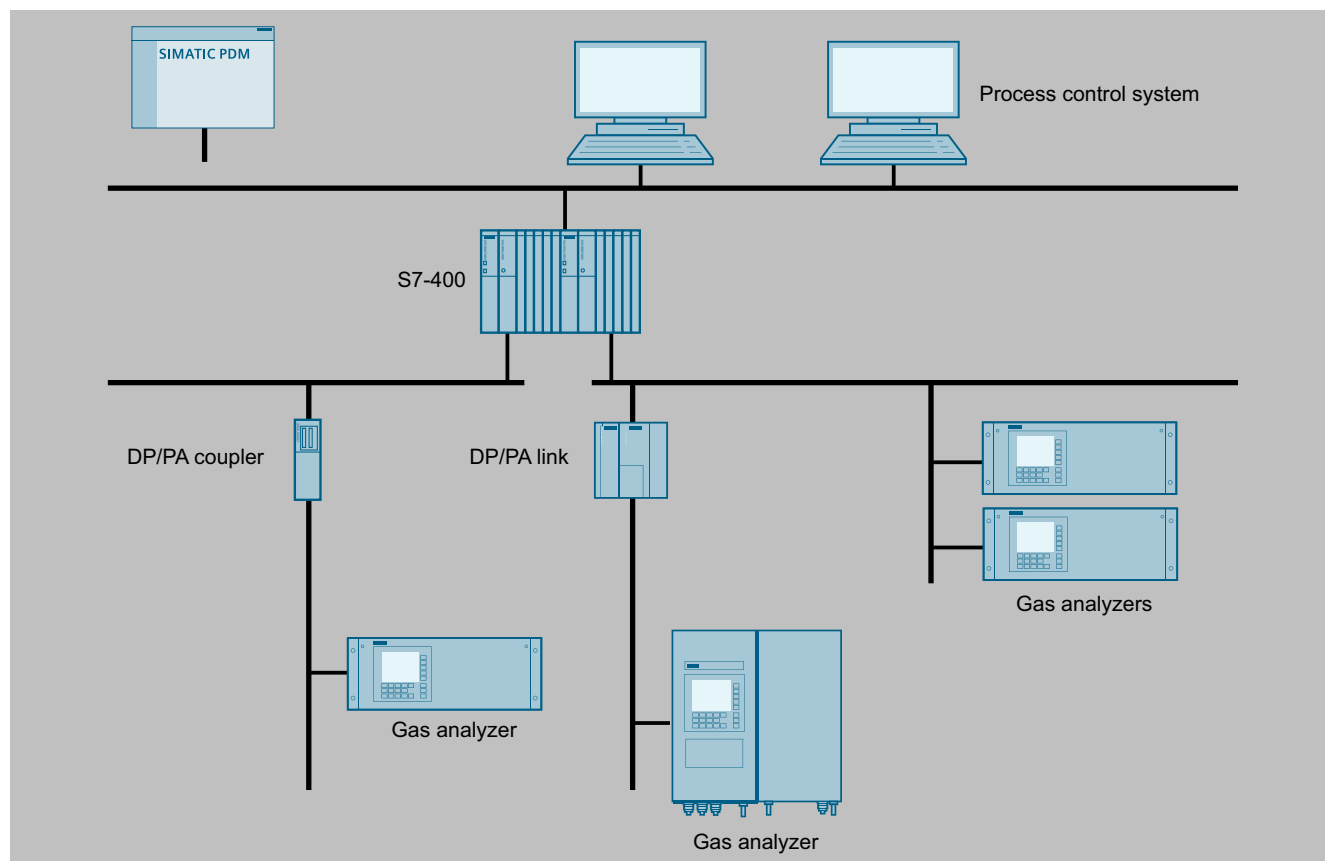 SIMATIC PDM
Process control system
S7-400
DP/PA coupler
DP/PA link
Gas analyzers
Gas analyzer
Gas analyzer